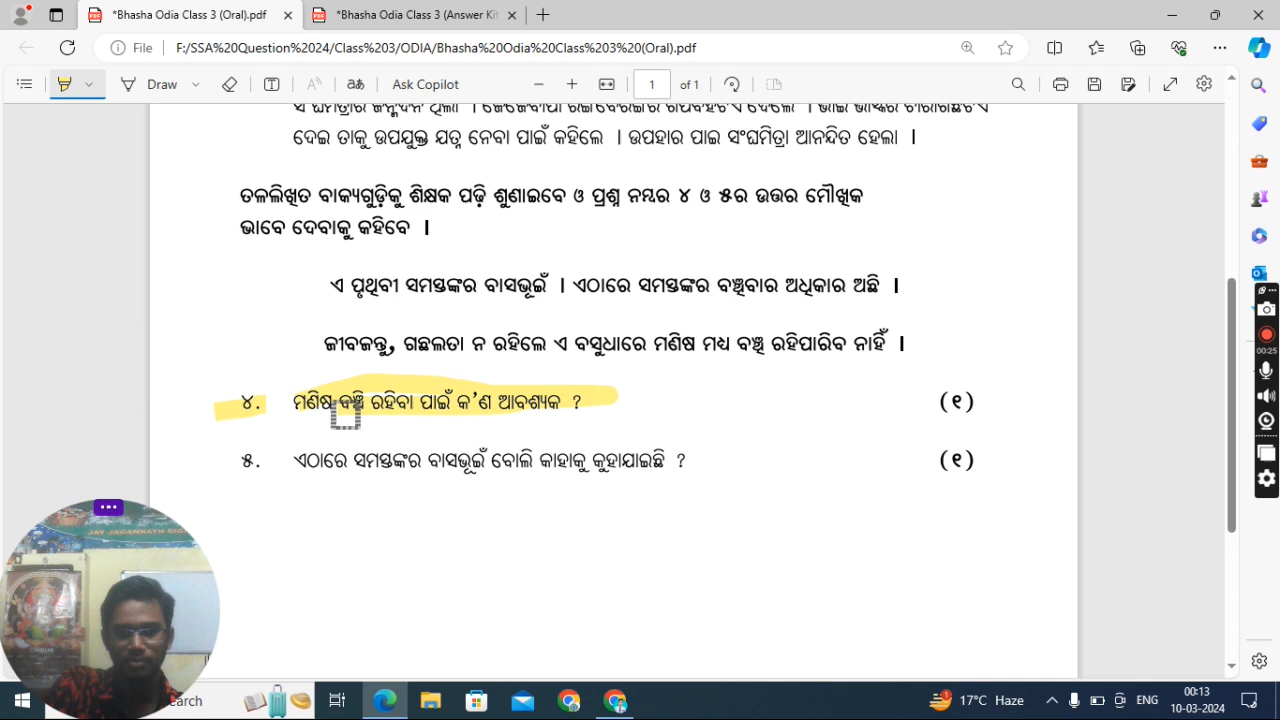 *Bhasha Odia Class 3 (Oral).pdf
*Bhasha Odia Class 3 (Answer Kit
File
F:/SSA%20Question%2024/Class%203/ODIA/Bhasha%20Odia%20Class%203%20(Oral).pdf
Draw
Ask Copilot
1
of 1
ଦେଇ ତାକୁ ଉପଯୁକ୍ତ ଯତ୍ନ ନେବା ପାଇଁ କହିଲେ । ଉପହାର ପାଇ ସଂଘମିତ୍ରା ଆନନ୍ଦିତ ହେଲା ।
ତଳଲିଖିତ ବାକ୍ୟଗୁଡ଼ିକୁ ଶିକ୍ଷକ ପଢ଼ି ଶୁଣାଇବେ ଓ ପ୍ରଶ୍ନ ନମ୍ବର ୪ ଓ ୫ର ଉତ୍ତର ମୌଖିକ
ଭାବେ ଦେବାକୁ କହିବେ ।
ଏ ପୃଥିବୀ ସମସ୍ତଙ୍କର ବାସଭୂଇଁ । ଏଠାରେ ସମସ୍ତଙ୍କର ବଞ୍ଚିବାର ଅଧିକାର ଅଛି ।
ଜୀବଜନ୍ତୁ, ଗଛଲତା ନ ରହିଲେ ଏ ବସୁଧାରେ ମଣିଷ ମଧ୍ୟ ବଞ୍ଚି ରହିପାରିବ ନାହିଁ ।
୪. ମଣିଷ ବଞ୍ଚି ରହିବା ପାଇଁ କ'ଣ ଆବଶ୍ୟକ ? (୧)
୫. ଏଠାରେ ସମସ୍ତଙ୍କର ବାସଭୂଇଁ ବୋଲି କାହାକୁ କୁହାଯାଇଛି ? (୧)
00:25
JAY JAGANNATH
earch
17°C Haze
ENG
00:13
10-03-2024